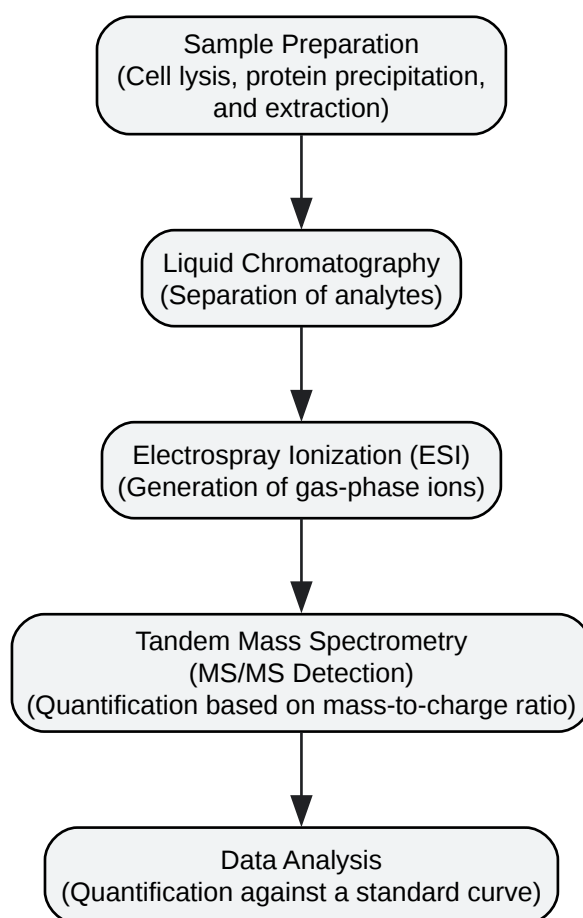 Sample Preparation
(Cell lysis, protein precipitation,
and extraction)
Liquid Chromatography
(Separation of analytes)
Electrospray Ionization (ESI)
(Generation of gas-phase ions)
Tandem Mass Spectrometry
(MS/MS Detection)
(Quantification based on mass-to-charge ratio)
Data Analysis
(Quantification against a standard curve)